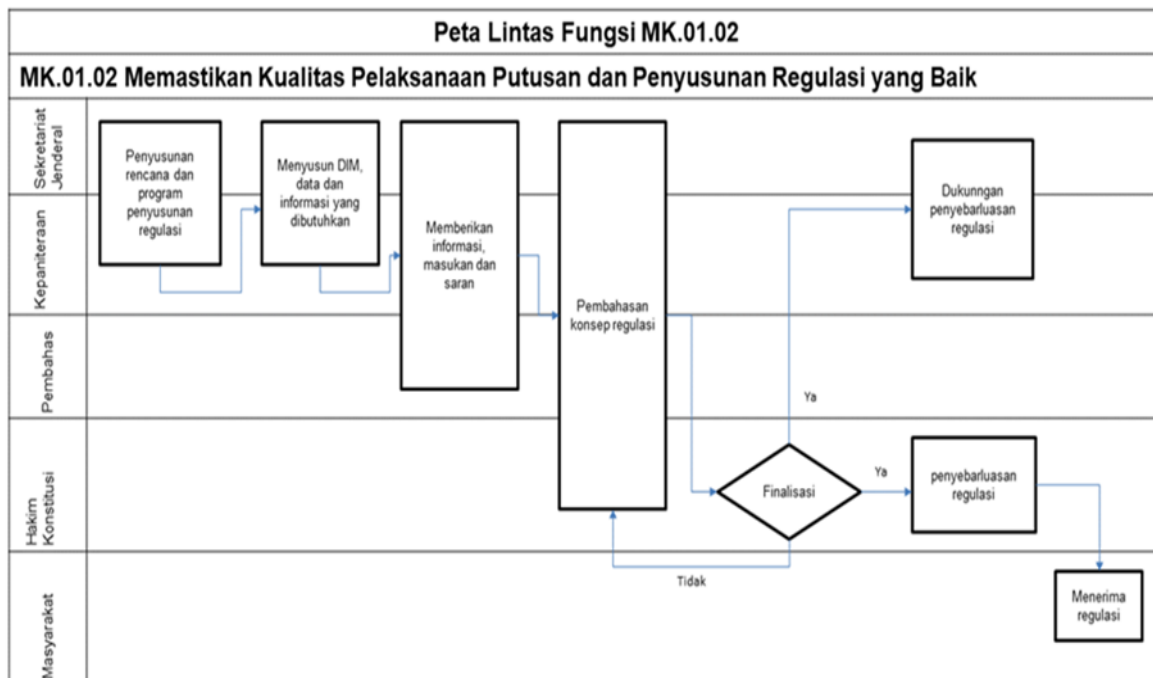 Peta Lintas Fungsi MK.01.02
MK.01.02 Memastikan Kualitas Pelaksanaan Putusan dan Penyusunan Regulasi yang Baik
Sekretariat
Jenderal
Penyusunan
rencana dan
program
penyusunan
regulasi
Menyusun DIM,
data dan
informasi yang
dibutuhkan
Memberikan
informasi,
masukan dan
saran
Pembahasan
konsep regulasi
Dukunngan
penyebarluasan
regulasi
Kepaniteraan
Pembahas
Ya
Hakim
Konstitusi
Finalisasi
Ya
penyebarluasan
regulasi
Tidak
Masyarakat
Menerima
regulasi